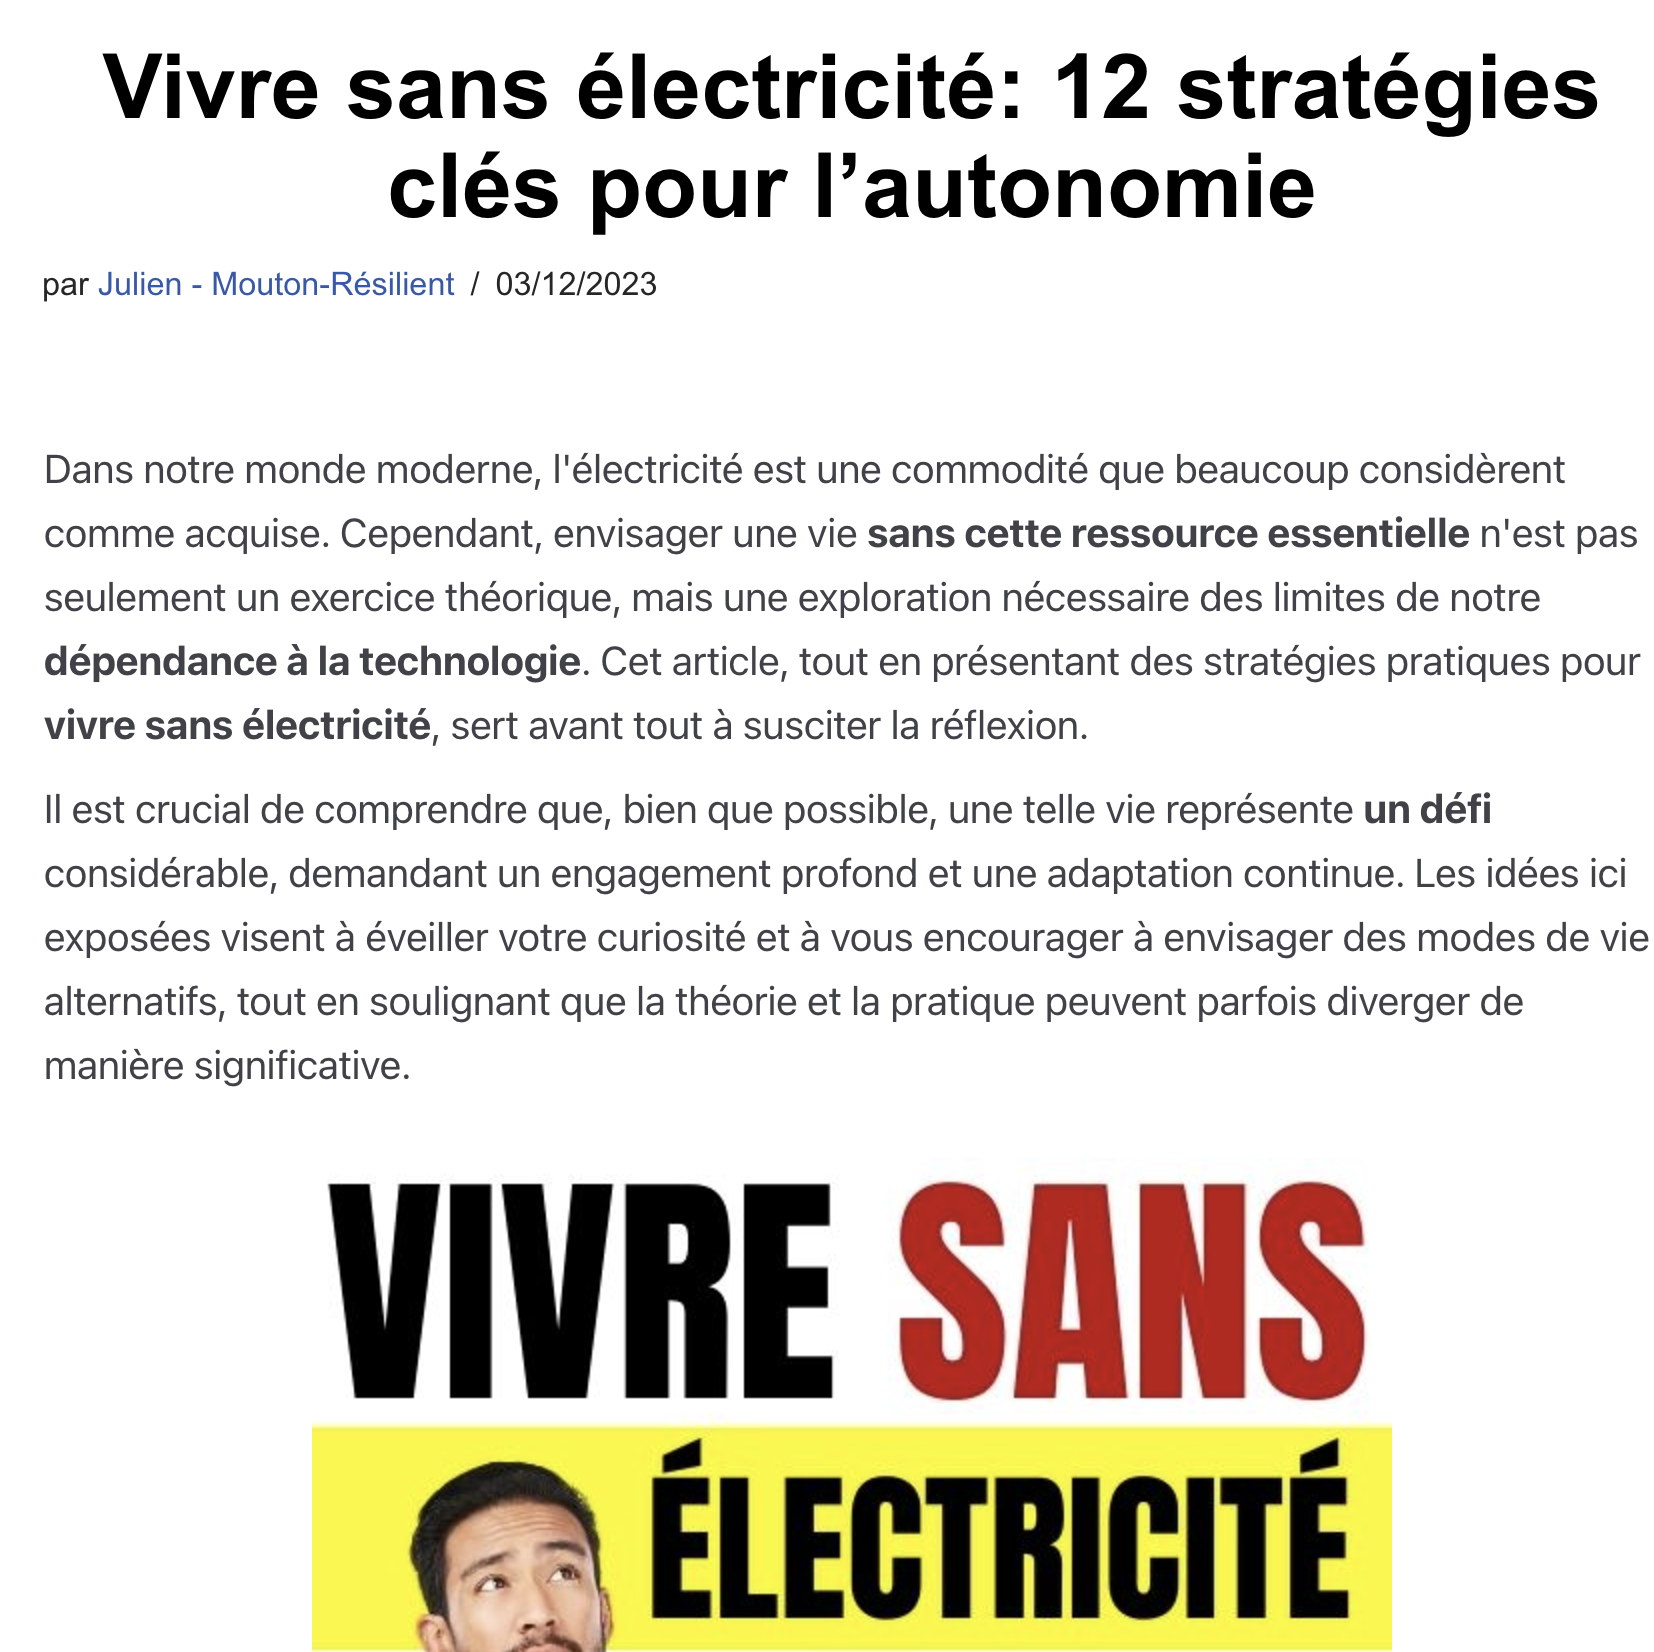 Vivre sans électricité: 12 stratégies
clés pour l’autonomie
par Julien - Mouton-Résilient / 03/12/2023
Dans notre monde moderne, l'électricité est une commodité que beaucoup considèrent
comme acquise. Cependant, envisager une vie sans cette ressource essentielle n'est pas
seulement un exercice théorique, mais une exploration nécessaire des limites de notre
dépendance à la technologie. Cet article, tout en présentant des stratégies pratiques pour
vivre sans électricité, sert avant tout à susciter la réflexion.
Il est crucial de comprendre que, bien que possible, une telle vie représente un défi
considérable, demandant un engagement profond et une adaptation continue. Les idées ici
exposées visent à éveiller votre curiosité et à vous encourager à envisager des modes de vie
alternatifs, tout en soulignant que la théorie et la pratique peuvent parfois diverger de
manière significative.
VIVRE SANS
ÉLECTRICITÉ